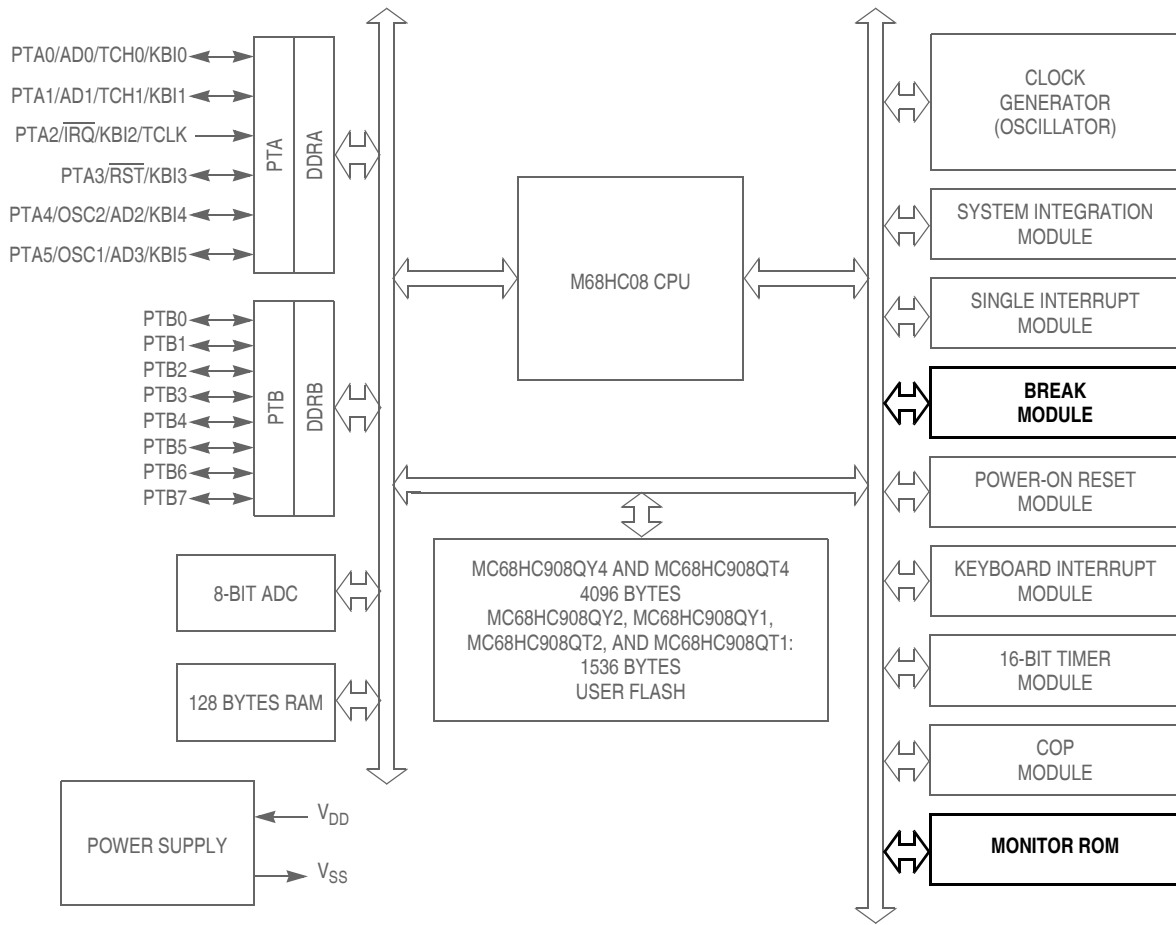 PTA0/AD0/TCH0/KBI0
PTA1/AD1/TCH1/KBI1
PTA2/IRQ/KBI2/TCLK
PTA3/RST/KBI3
PTA4/OSC2/AD2/KBI4
PTA5/OSC1/AD3/KBI5
PTA
DDRA
PTB0
PTB1
PTB2
PTB3
PTB4
PTB5
PTB6
PTB7
PTB
DDRB
8-BIT ADC
128 BYTES RAM
POWER SUPPLY
VDD
VSS
M68HC08 CPU
MC68HC908QY4 AND MC68HC908QT4
4096 BYTES
MC68HC908QY2, MC68HC908QY1,
MC68HC908QT2, AND MC68HC908QT1:
1536 BYTES
USER FLASH
CLOCK
GENERATOR
(OSCILLATOR)
SYSTEM INTEGRATION
MODULE
SINGLE INTERRUPT
MODULE
BREAK
MODULE
POWER-ON RESET
MODULE
KEYBOARD INTERRUPT
MODULE
16-BIT TIMER
MODULE
COP
MODULE
MONITOR ROM